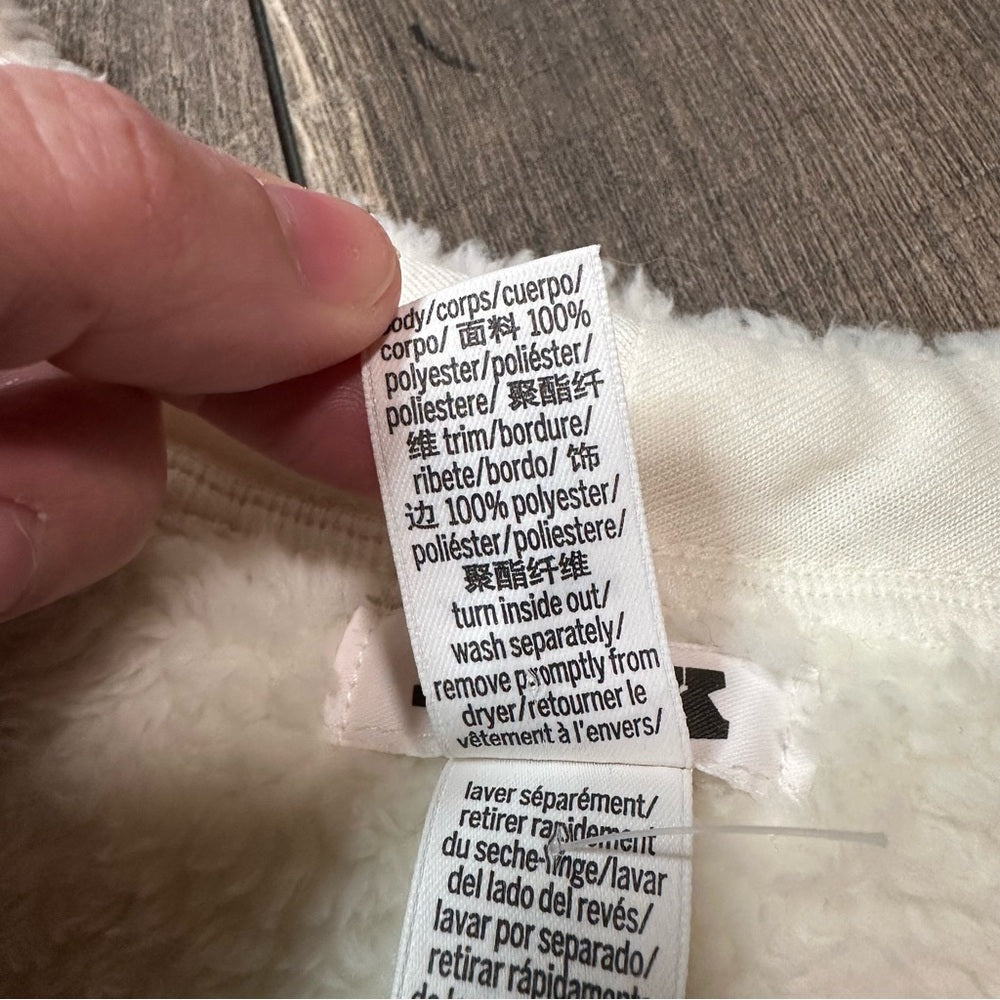 body/corps/cuerpo/
corpo/ 面料 100%
polyester/poliéster/
poliestere/ 聚酯纤
维 trim/bordure/
ribete/bordo/ 饰
边 100% polyester/
poliéster/poliestere/
聚酯纤维
turn inside out/
wash separately/
remove promptly from
dryer/retourner le
vêtement à l'envers/
laver séparément/
retirer rapidement
du seche-linge/lavar
del lado del revés/
lavar por separado/
retirar rápidamente
K